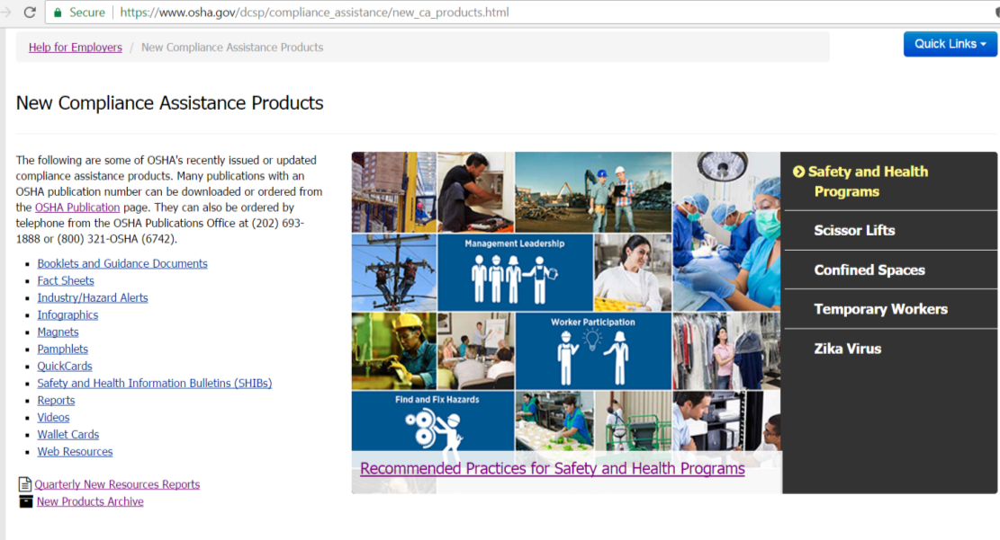 Secure | https://www.osha.gov/dcsp/compliance_assistance/new_ca_products.html
Help for Employers / New Compliance Assistance Products
Quick Links
New Compliance Assistance Products
The following are some of OSHA's recently issued or updated
compliance assistance products. Many publications with an
OSHA publication number can be downloaded or ordered from
the OSHA Publication page. They can also be ordered by
telephone from the OSHA Publications Office at (202) 693-
1888 or (800) 321-OSHA (6742).
Booklets and Guidance Documents
Fact Sheets
Industry/Hazard Alerts
Infographics
Magnets
Pamphlets
QuickCards
Safety and Health Information Bulletins (SHIBs)
Reports
Videos
Wallet Cards
Web Resources
Quarterly New Resources Reports
New Products Archive
Management Leadership
Worker Participation
Find and Fix Hazards
Recommended Practices for Safety and Health Programs
Safety and Health
Programs
Scissor Lifts
Confined Spaces
Temporary Workers
Zika Virus